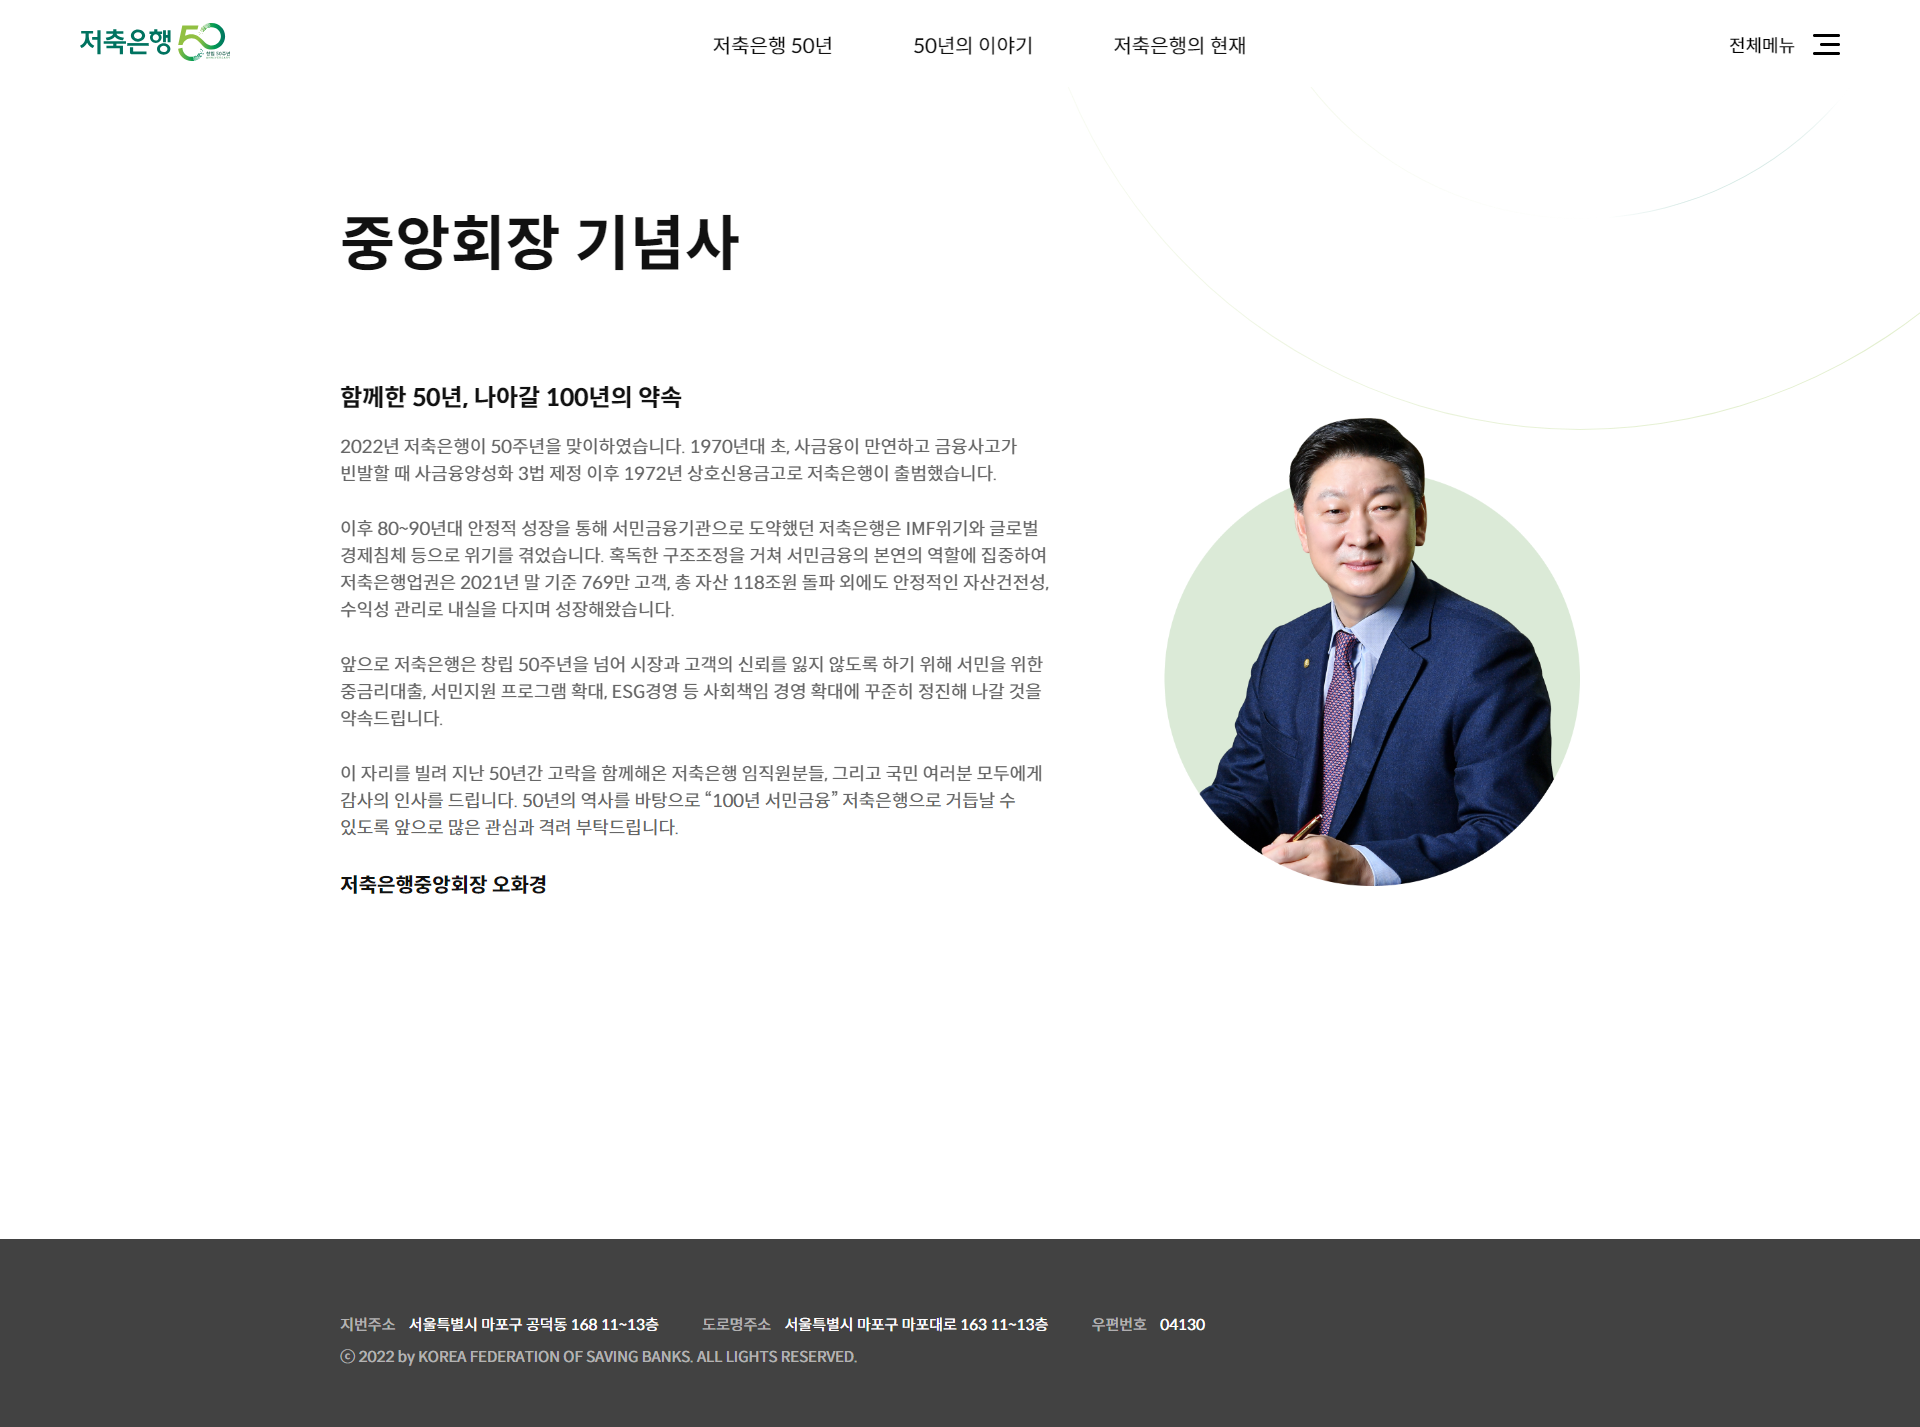 저축은행 50
창립 50주년
저축은행 50년
50년의 이야기
저축은행의 현재
전체메뉴
중앙회장 기념사
함께한 50년, 나아갈 100년의 약속
2022년 저축은행이 50주년을 맞이하였습니다. 1970년대 초, 사금융이 만연하고 금융사고가
빈발할 때 사금융양성화 3법 제정 이후 1972년 상호신용금고로 저축은행이 출범했습니다.
이후 80~90년대 안정적 성장을 통해 서민금융기관으로 도약했던 저축은행은 IMF위기와 글로벌
경제침체 등으로 위기를 겪었습니다. 혹독한 구조조정을 거쳐 서민금융의 본연의 역할에 집중하여
저축은행업권은 2021년 말 기준 769만 고객, 총 자산 118조원 돌파 외에도 안정적인 자산건전성,
수익성 관리로 내실을 다지며 성장해왔습니다.
앞으로 저축은행은 창립 50주년을 넘어 시장과 고객의 신뢰를 잃지 않도록 하기 위해 서민을 위한
중금리대출, 서민지원 프로그램 확대, ESG경영 등 사회책임 경영 확대에 꾸준히 정진해 나갈 것을
약속드립니다.
이 자리를 빌려 지난 50년간 고락을 함께해온 저축은행 임직원분들, 그리고 국민 여러분 모두에게
감사의 인사를 드립니다. 50년의 역사를 바탕으로 “100년 서민금융” 저축은행으로 거듭날 수
있도록 앞으로 많은 관심과 격려 부탁드립니다.
저축은행중앙회장 오화경
지번주소 서울특별시 마포구 공덕동 168 11~13층 도로명주소 서울특별시 마포구 마포대로 163 11~13층 우편번호 04130
ⓒ 2022 by KOREA FEDERATION OF SAVING BANKS. ALL LIGHTS RESERVED.